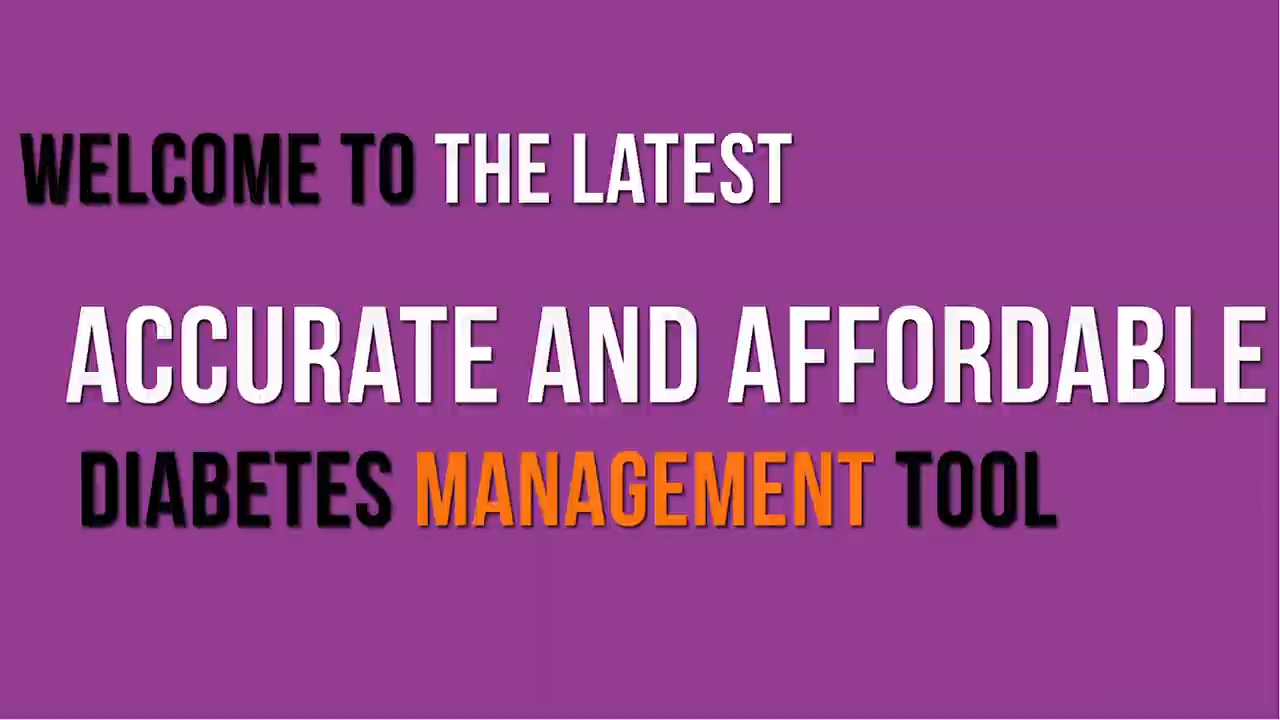 WELCOME TO THE LATEST
ACCURATE AND AFFORDABLE
DIABETES MANAGEMENT TOOL